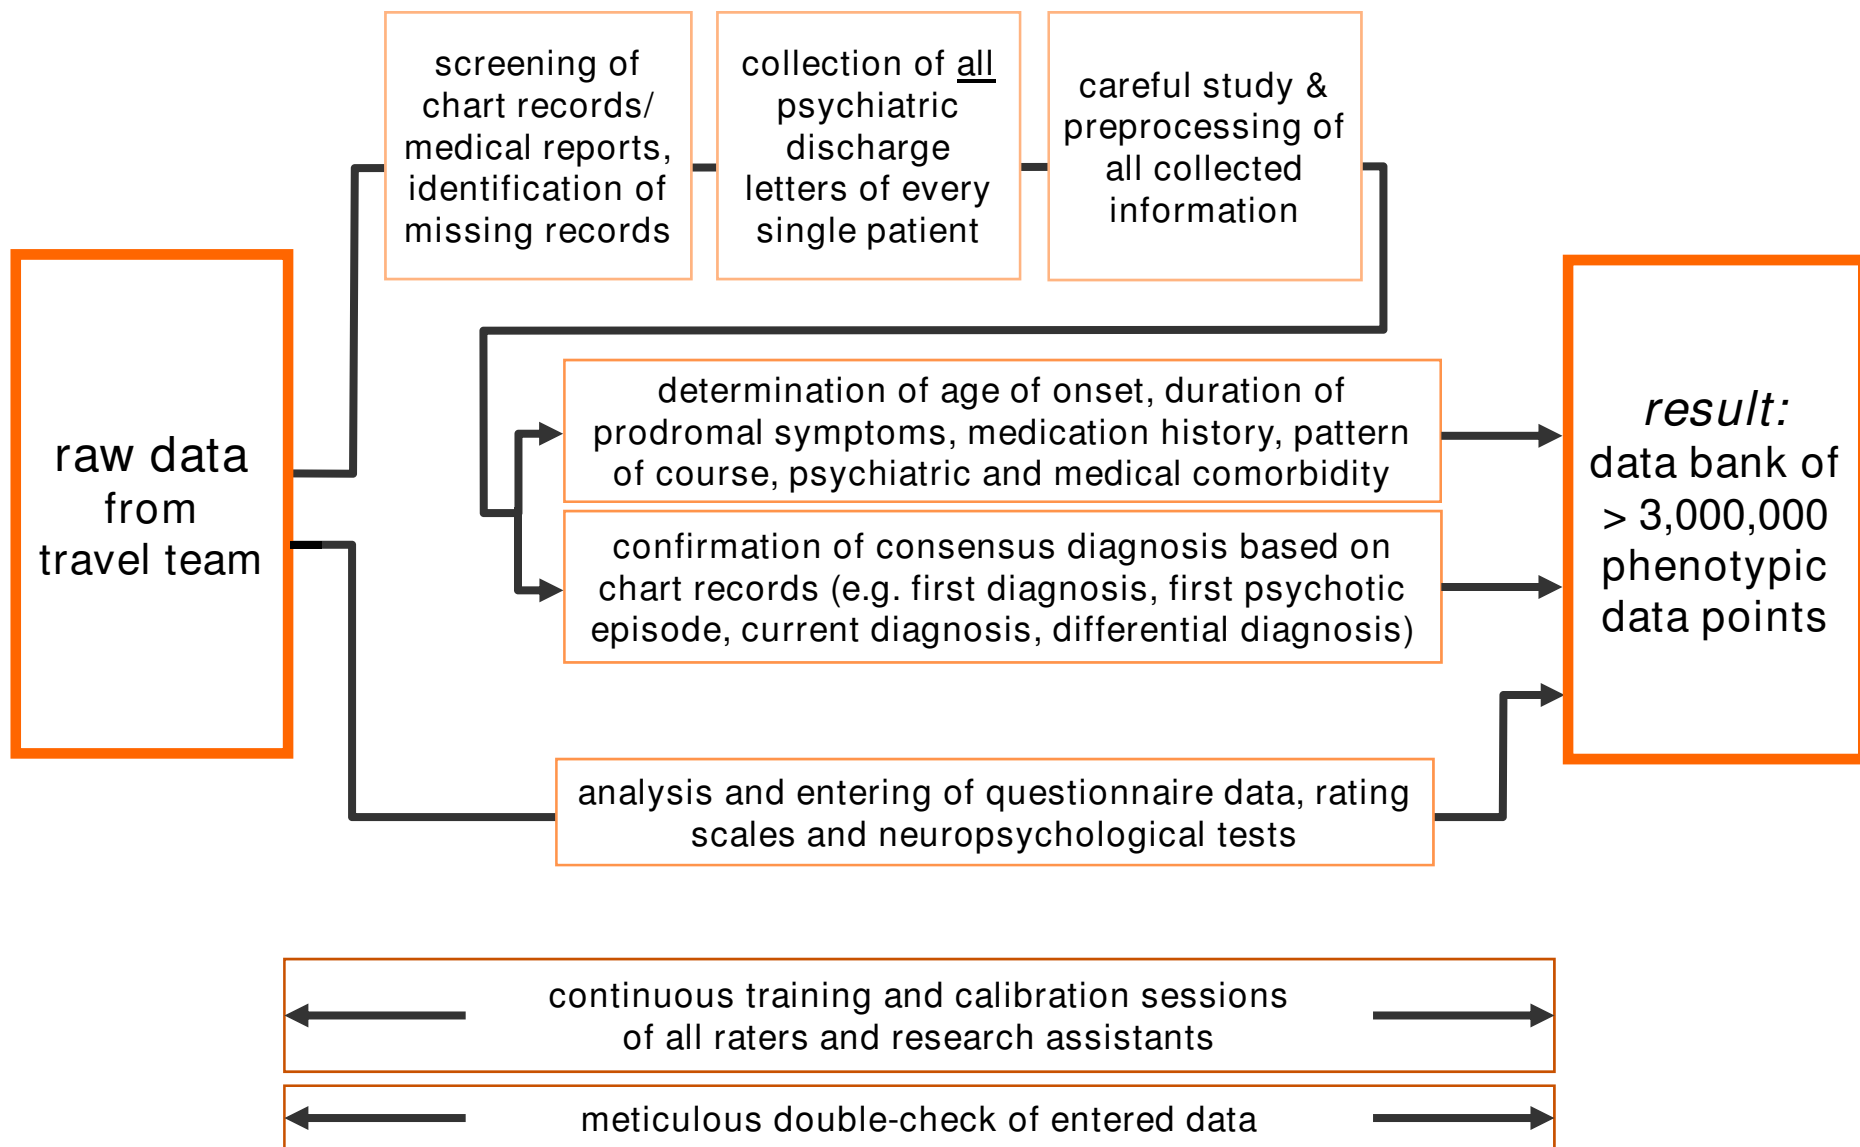 screening of
chart records/
medical reports,
identification of
missing records
collection of all
psychiatric
discharge
letters of every
single patient
careful study &
preprocessing of
all collected
information
raw data
from
travel team
determination of age of onset, duration of
prodromal symptoms, medication history, pattern
of course, psychiatric and medical comorbidity
confirmation of consensus diagnosis based on
chart records (e.g. first diagnosis, first psychotic
episode, current diagnosis, differential diagnosis)
analysis and entering of questionnaire data, rating
scales and neuropsychological tests
result:
data bank of
> 3,000,000
phenotypic
data points
continuous training and calibration sessions
of all raters and research assistants
meticulous double-check of entered data